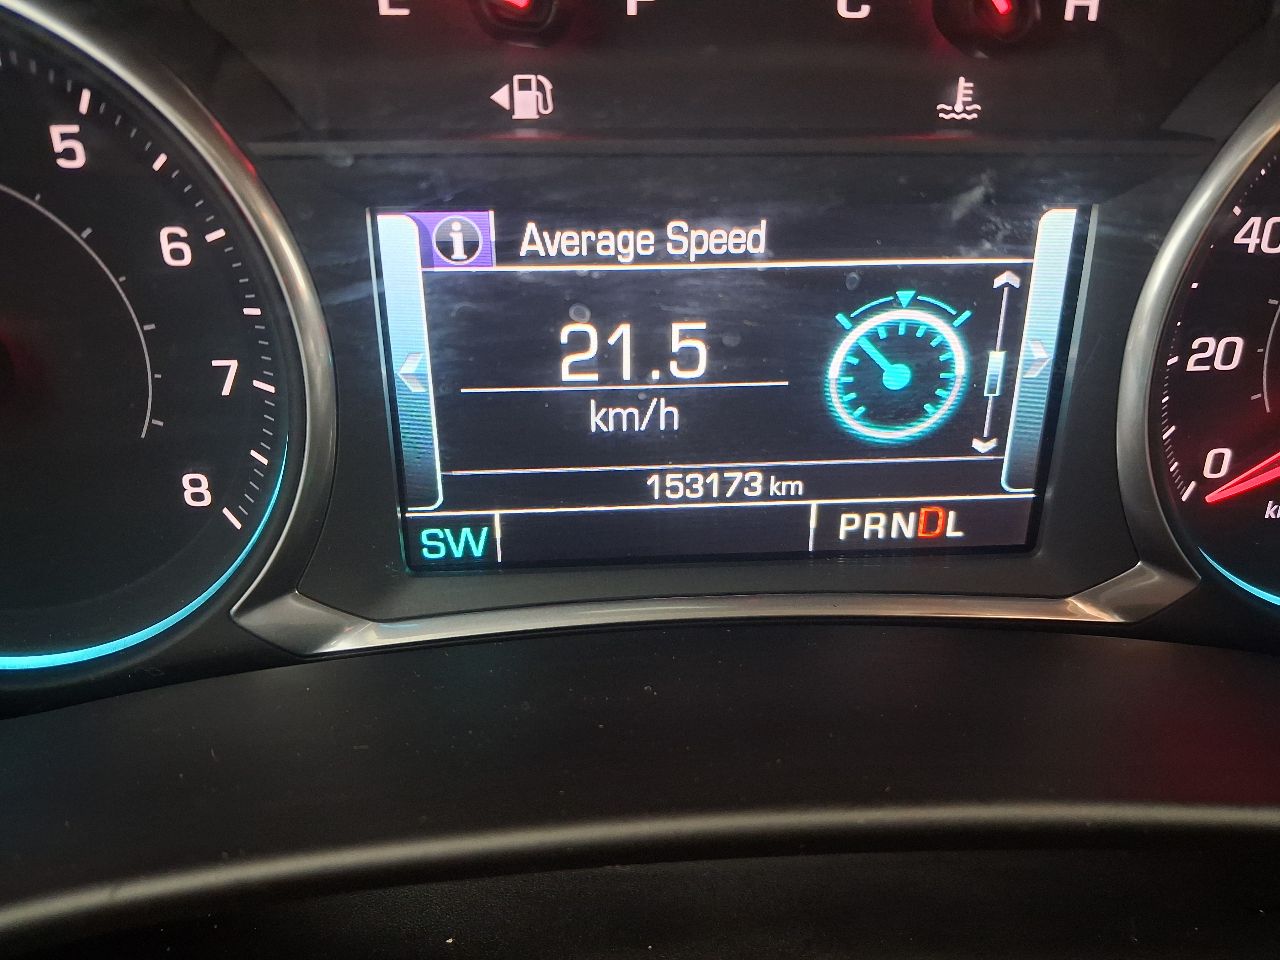 E F C H
5
6
7
8
Average Speed
21.5
km/h
153173 km
SW
PRNDL
40
20
0